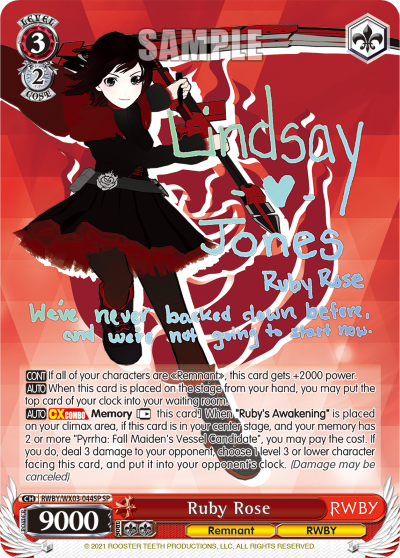 LEVEL
3
2
COST
SAMPLE
Lindsay
Jones
Ruby Rose
We've never backed down before,
and we're not going to start now.
CONT If all of your characters are «Remnant», this card gets +2000 power.
AUTO When this card is placed on the stage from your hand, you may put the
top card of your clock into your waiting room.
AUTO CX COMBO Memory [ this card] When "Ruby's Awakening" is placed
on your climax area, if this card is in your center stage, and your memory has
2 or more "Pyrrha: Fall Maiden's Vessel Candidate", you may pay the cost. If
you do, deal 3 damage to your opponent, choose 1 level 3 or lower character
facing this card, and put it into your opponent's clock. (Damage may be
canceled)
CH RWBY/WX03-044SP SP
Ruby Rose
RWBY
POWER
9000
SOUL
Remnant
RWBY
© 2021 ROOSTER TEETH PRODUCTIONS, LLC, ALL RIGHTS RESERVED.